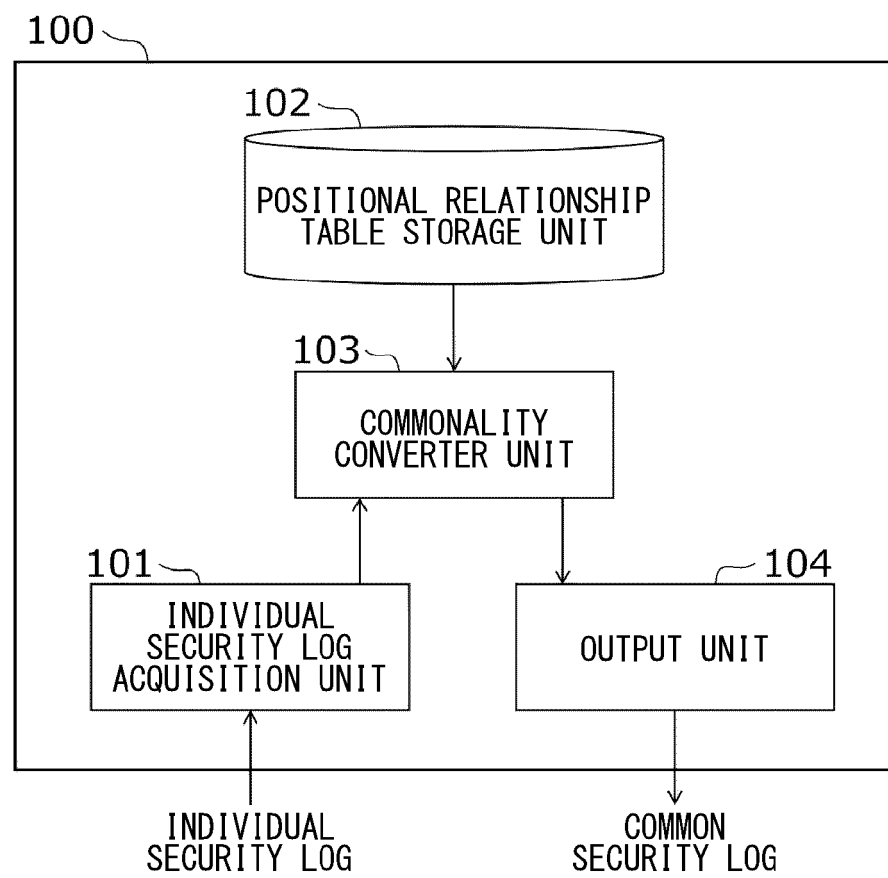 100
102
POSITIONAL RELATIONSHIP
TABLE STORAGE UNIT
103
COMMONALITY
CONVERTER UNIT
101
INDIVIDUAL
SECURITY LOG
ACQUISITION UNIT
104
OUTPUT UNIT
INDIVIDUAL
SECURITY LOG
COMMON
SECURITY LOG